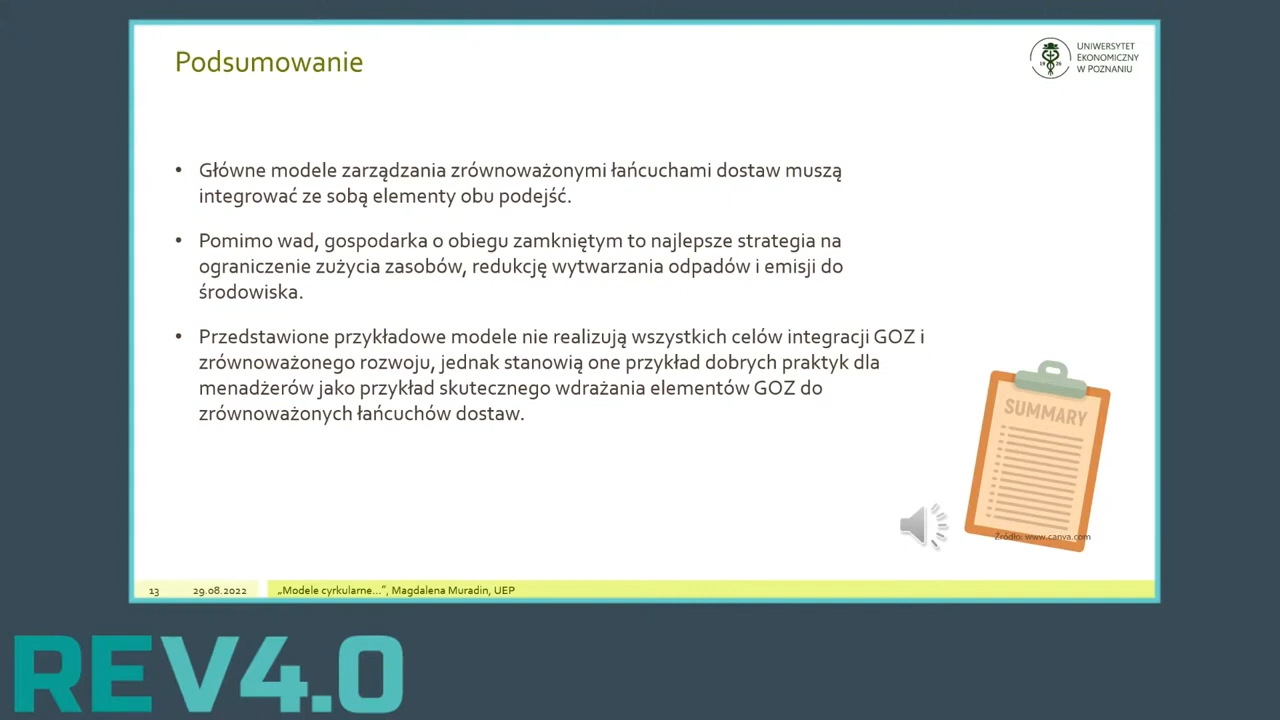 Podsumowanie
UNIWERSYTET
EKONOMICZNY
W POZNANIU
19 26
• Główne modele zarządzania zrównoważonymi łańcuchami dostaw muszą
integrować ze sobą elementy obu podejść.
• Pomimo wad, gospodarka o obiegu zamkniętym to najlepsze strategia na
ograniczenie zużycia zasobów, redukcję wytwarzania odpadów i emisji do
środowiska.
• Przedstawione przykładowe modele nie realizują wszystkich celów integracji GOZ i
zrównoważonego rozwoju, jednak stanowią one przykład dobrych praktyk dla
menadżerów jako przykład skutecznego wdrażania elementów GOZ do
zrównoważonych łańcuchów dostaw.
SUMMARY
Źródło: www.canva.com
13 29.08.2022 „Modele cyrkularne...”, Magdalena Muradin, UEP
REV4.0